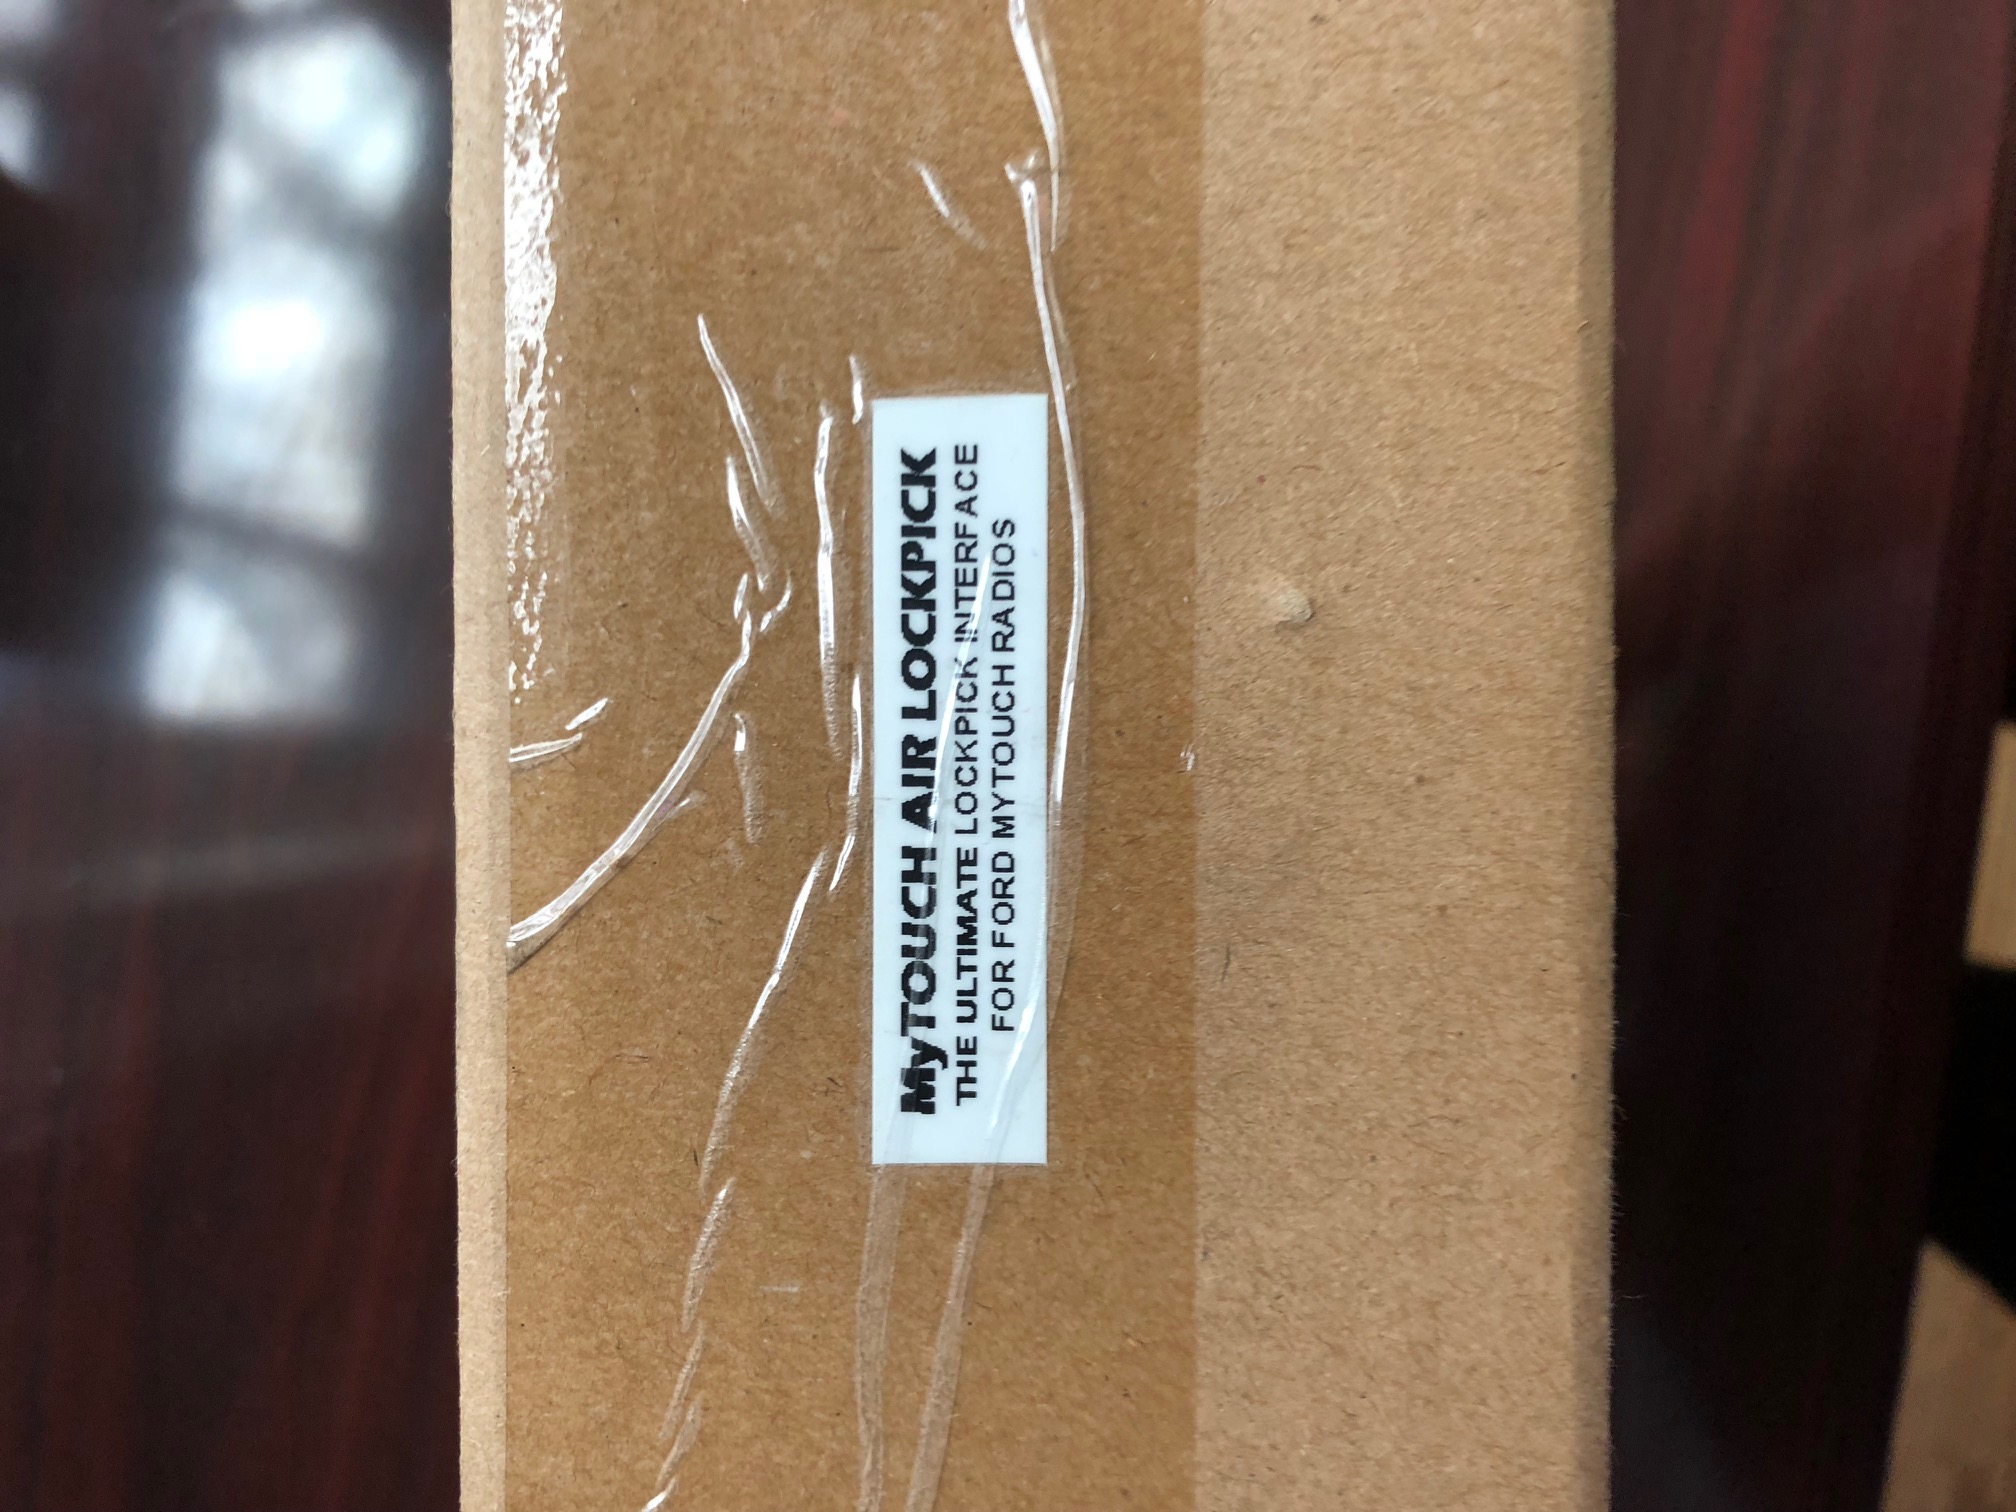 MyTOUCH AIR LOCKPICK
THE ULTIMATE LOCKPICK INTERFACE
FOR FORD MYTOUCH RADIOS